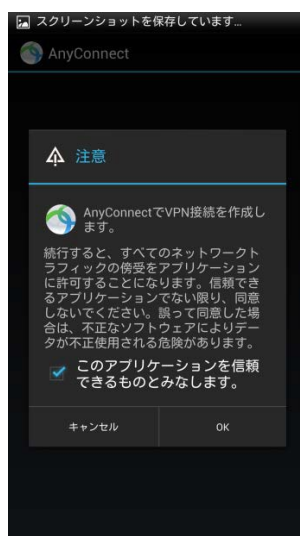 スクリーンショットを保存しています...
AnyConnect
注意
AnyConnectでVPN接続を作成し
ます。
続行すると、すべてのネットワークト
ラフィックの傍受をアプリケーション
に許可することになります。信頼でき
るアプリケーションでない限り、同意
しないでください。誤って同意した場
合は、不正なソフトウェアによりデー
タが不正使用される危険があります。
このアプリケーションを信頼
できるものとみなします。
キャンセル
OK